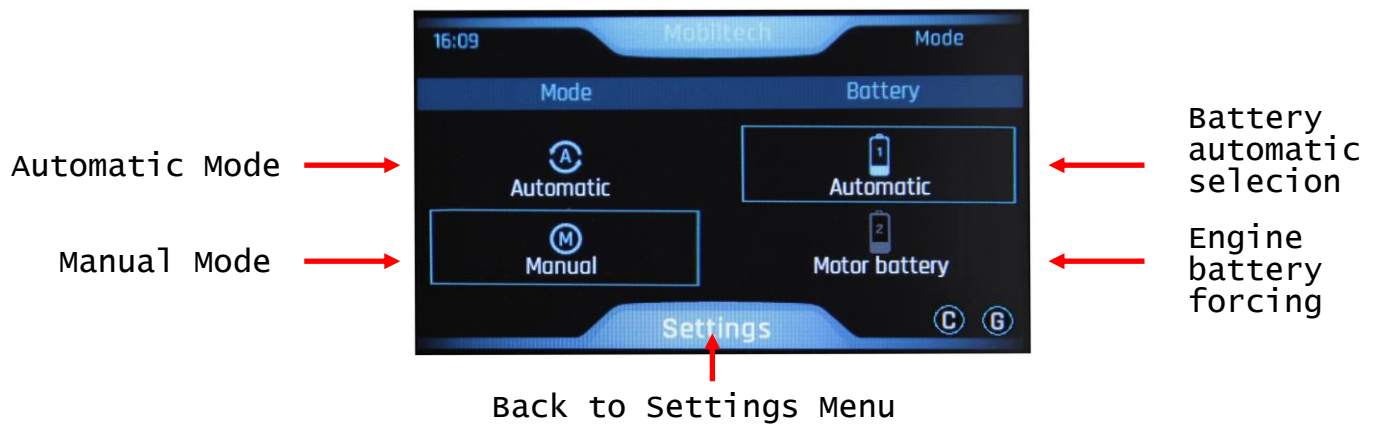 16:09
Mobiltech
Mode
Mode
Battery
Automatic Mode
A
Automatic
1
Automatic
Battery
automatic
selecion
Manual Mode
M
Manual
2
Motor battery
Engine
battery
forcing
Settings
C
G
Back to Settings Menu